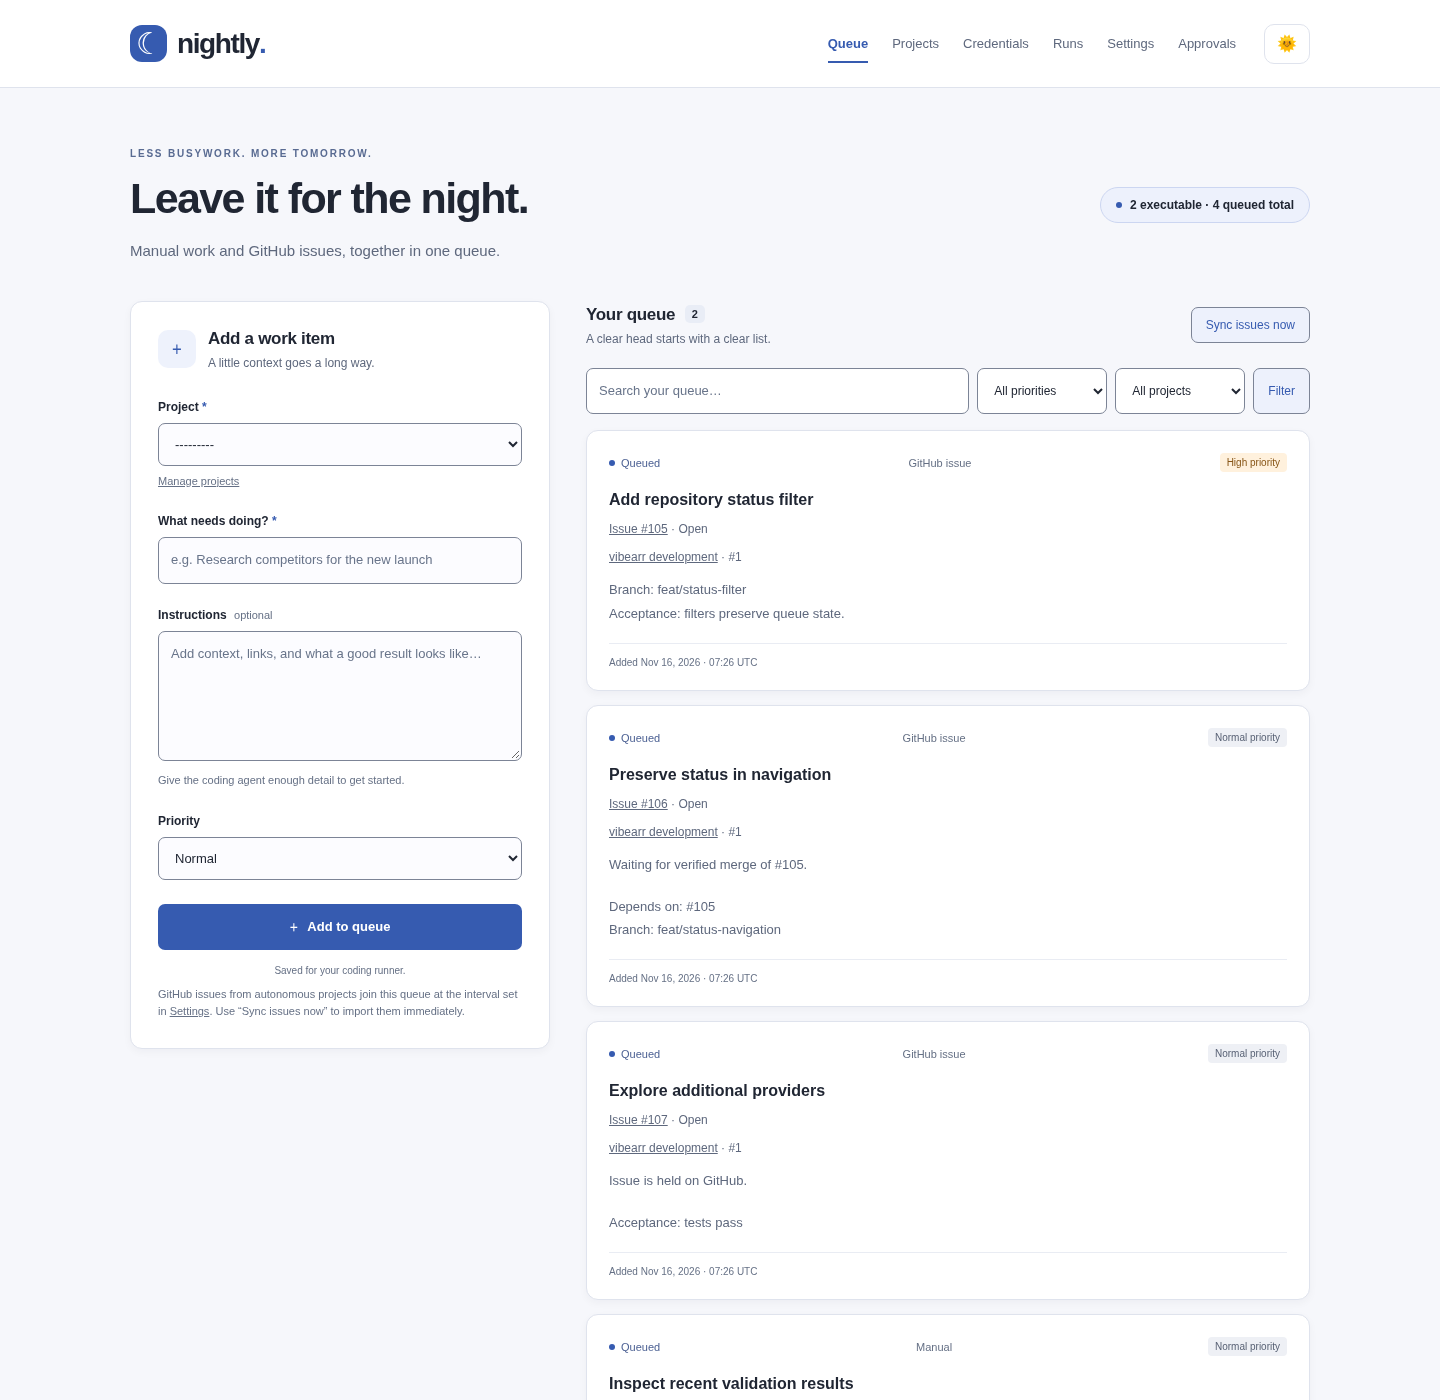 nightly.
Queue
Projects
Credentials
Runs
Settings
Approvals
LESS BUSYWORK. MORE TOMORROW.
Leave it for the night.
2 executable · 4 queued total
Manual work and GitHub issues, together in one queue.
+
Add a work item
A little context goes a long way.
Project *
---------
Manage projects
What needs doing? *
e.g. Research competitors for the new launch
Instructions optional
Add context, links, and what a good result looks like…
Give the coding agent enough detail to get started.
Priority
Normal
+ Add to queue
Saved for your coding runner.
GitHub issues from autonomous projects join this queue at the interval set
in Settings. Use “Sync issues now” to import them immediately.
Your queue 2
A clear head starts with a clear list.
Sync issues now
Search your queue…
All priorities
All projects
Filter
Queued
GitHub issue
High priority
Add repository status filter
Issue #105 · Open
vibearr development · #1
Branch: feat/status-filter
Acceptance: filters preserve queue state.
Added Nov 16, 2026 · 07:26 UTC
Queued
GitHub issue
Normal priority
Preserve status in navigation
Issue #106 · Open
vibearr development · #1
Waiting for verified merge of #105.
Depends on: #105
Branch: feat/status-navigation
Added Nov 16, 2026 · 07:26 UTC
Queued
GitHub issue
Normal priority
Explore additional providers
Issue #107 · Open
vibearr development · #1
Issue is held on GitHub.
Acceptance: tests pass
Added Nov 16, 2026 · 07:26 UTC
Queued
Manual
Normal priority
Inspect recent validation results